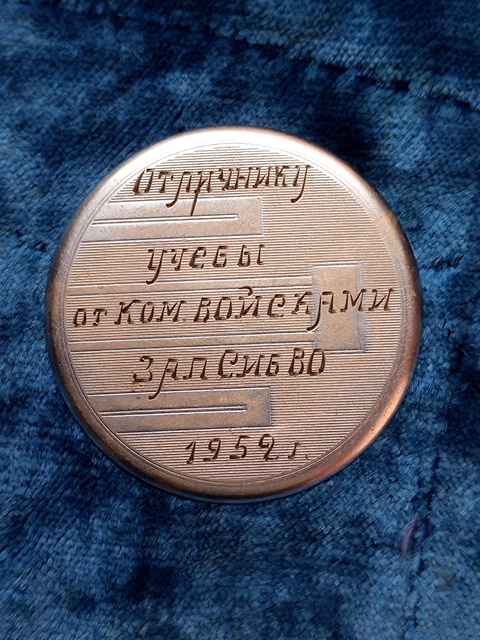 Отличнику
учебы
от Ком. войсками
ЗапСибВО
1952 г.